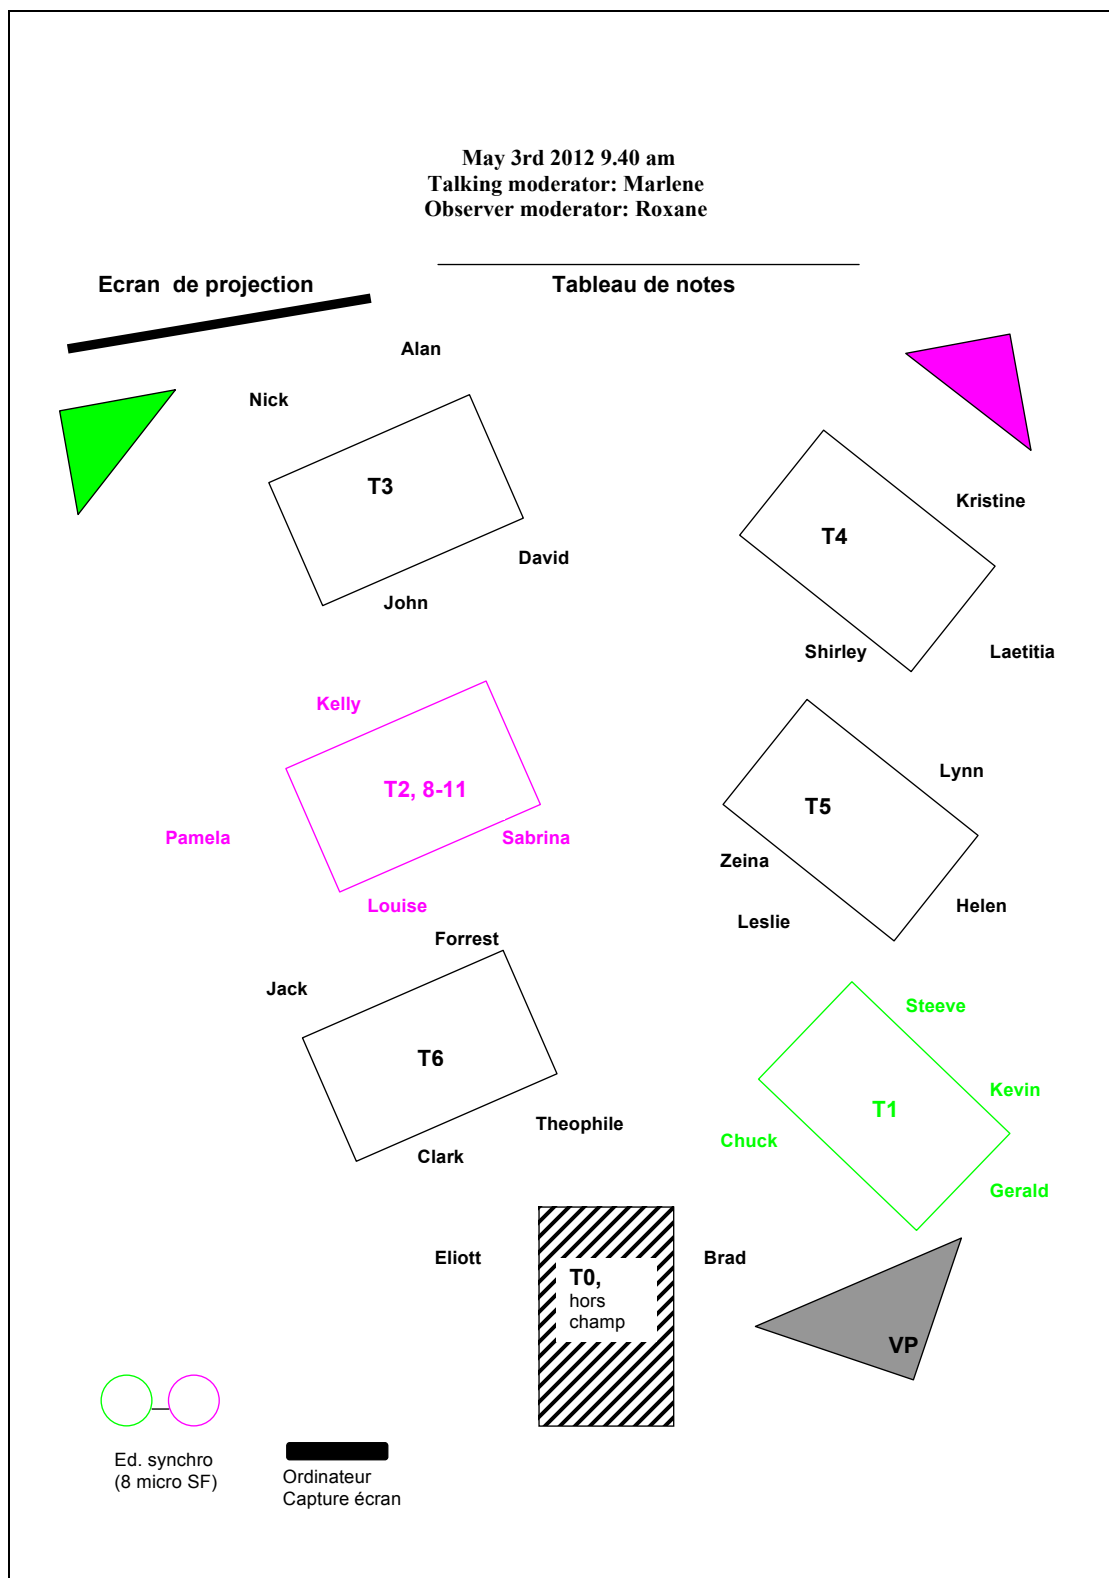 May 3rd 2012 9.40 am
Talking moderator: Marlene
Observer moderator: Roxane
Ecran de projection
Tableau de notes
Alan
Nick
T3
David
John
Kristine
T4
Shirley
Laetitia
Kelly
T2, 8-11
Pamela
Sabrina
Louise
Lynn
T5
Zeina
Leslie
Helen
Forrest
Jack
T6
Theophile
Clark
Steeve
Kevin
T1
Chuck
Gerald
Eliott
T0,
hors
champ
Brad
VP
Ed. synchro
(8 micro SF)
Ordinateur
Capture écran